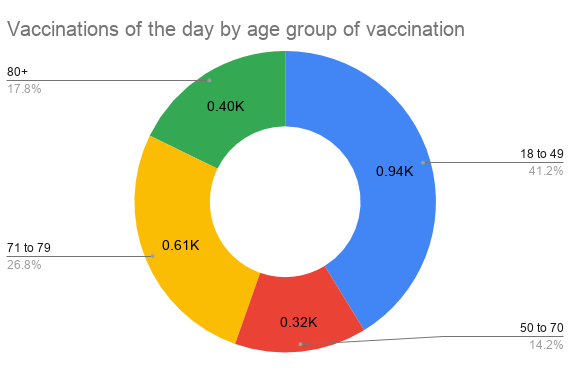 Vaccinations of the day by age group of vaccination
80+
17.8%
0.40K
18 to 49
41.2%
0.94K
71 to 79
26.8%
0.61K
50 to 70
14.2%
0.32K